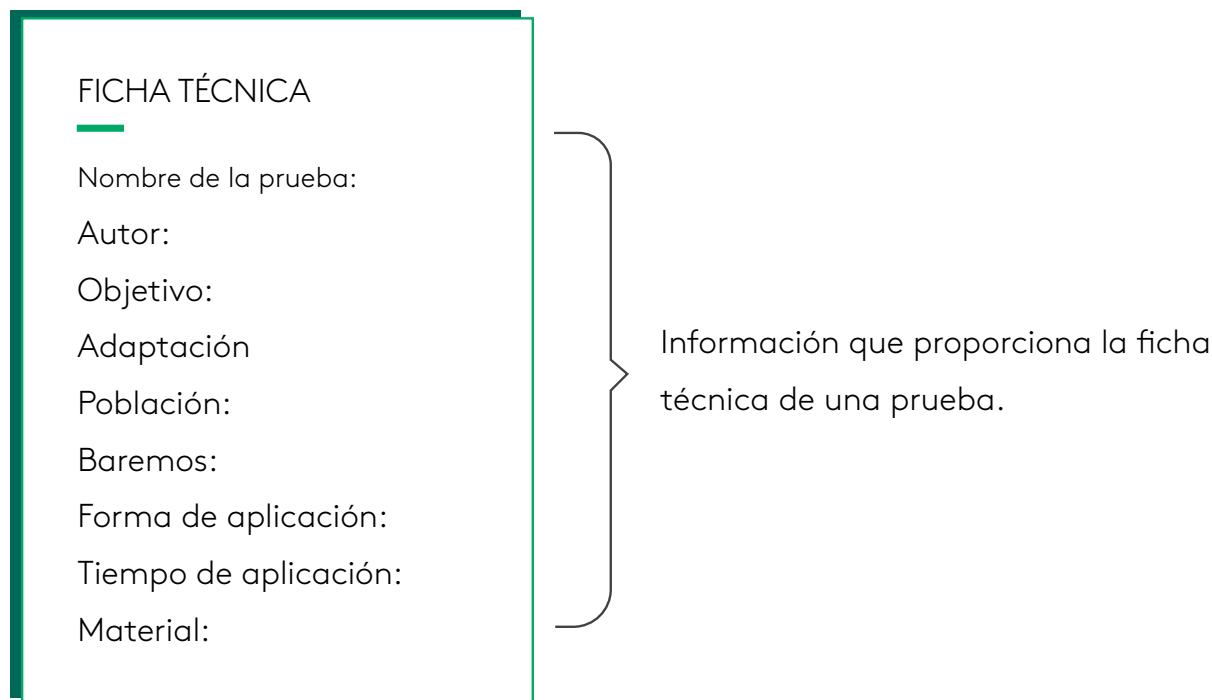 FICHA TÉCNICA
Nombre de la prueba:
Autor:
Objetivo:
Adaptación
Población:
Baremos:
Forma de aplicación:
Tiempo de aplicación:
Material:
Información que proporciona la ficha
técnica de una prueba.